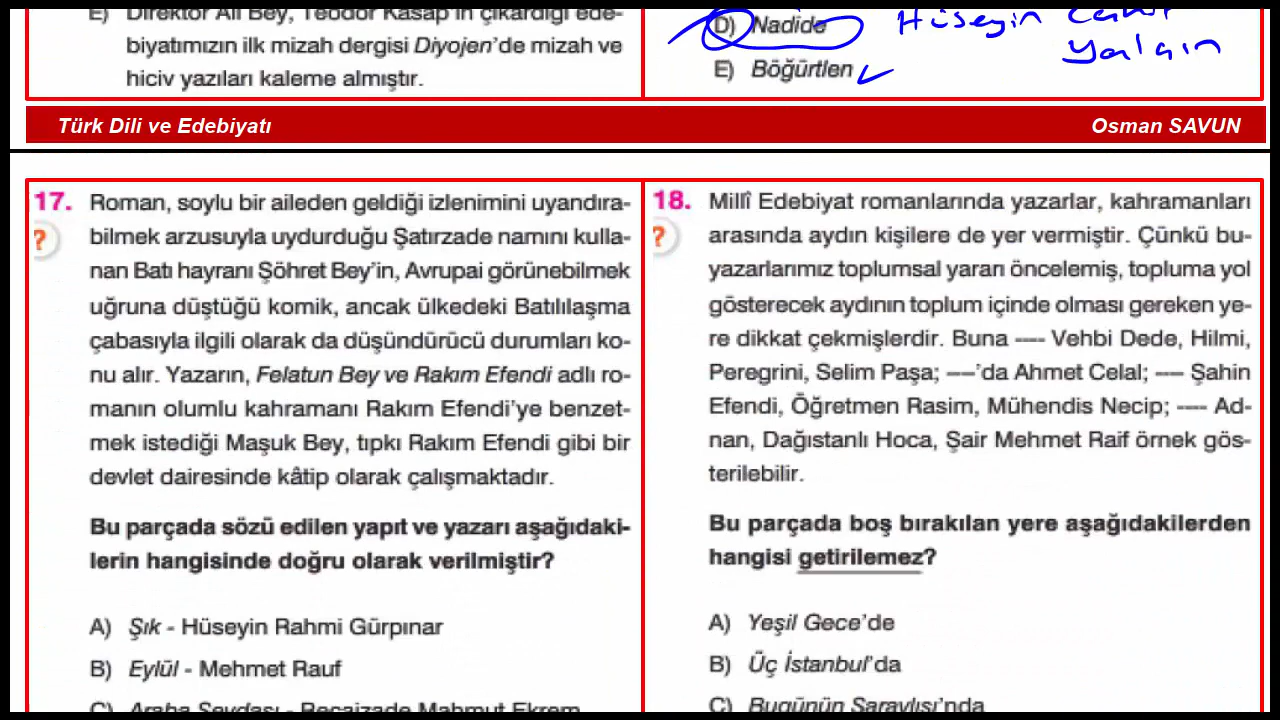 E) Direktör Ali Bey, Teodor Kasap'ın çıkardığı ede-
biyatımızın ilk mizah dergisi Diyojen'de mizah ve
hiciv yazıları kaleme almıştır.
D) Nadide
Hüseyin Cahit
Yalçın
E) Böğürtlen
Türk Dili ve Edebiyatı
Osman SAVUN
17. Roman, soylu bir aileden geldiği izlenimini uyandıra-
bilmek arzusuyla uydurduğu Şatırzade namını kulla-
nan Batı hayranı Şöhret Bey'in, Avrupai görünebilmek
uğruna düştüğü komik, ancak ülkedeki Batılılaşma
çabasıyla ilgili olarak da düşündürücü durumları ko-
nu alır. Yazarın, Felatun Bey ve Rakım Efendi adlı ro-
manın olumlu kahramanı Rakım Efendi'ye benzet-
mek istediği Maşuk Bey, tıpkı Rakım Efendi gibi bir
devlet dairesinde kâtip olarak çalışmaktadır.
Bu parçada sözü edilen yapıt ve yazarı aşağıdaki-
lerin hangisinde doğru olarak verilmiştir?
A) Şık - Hüseyin Rahmi Gürpınar
B) Eylül - Mehmet Rauf
C) Araba Sevdası - Recaizade Mahmut Ekrem
?
18. Millî Edebiyat romanlarında yazarlar, kahramanları
arasında aydın kişilere de yer vermiştir. Çünkü bu-
yazarlarımız toplumsal yararı öncelemiş, topluma yol
gösterecek aydının toplum içinde olması gereken ye-
re dikkat çekmişlerdir. Buna ---- Vehbi Dede, Hilmi,
Peregrini, Selim Paşa; ----'da Ahmet Celal; ---- Şahin
Efendi, Öğretmen Rasim, Mühendis Necip; ---- Ad-
nan, Dağıstanlı Hoca, Şair Mehmet Raif örnek gös-
terilebilir.
Bu parçada boş bırakılan yere aşağıdakilerden
hangisi getirilemez?
A) Yeşil Gece'de
B) Üç İstanbul'da
C) Bugünün Saraylısı'nda
?